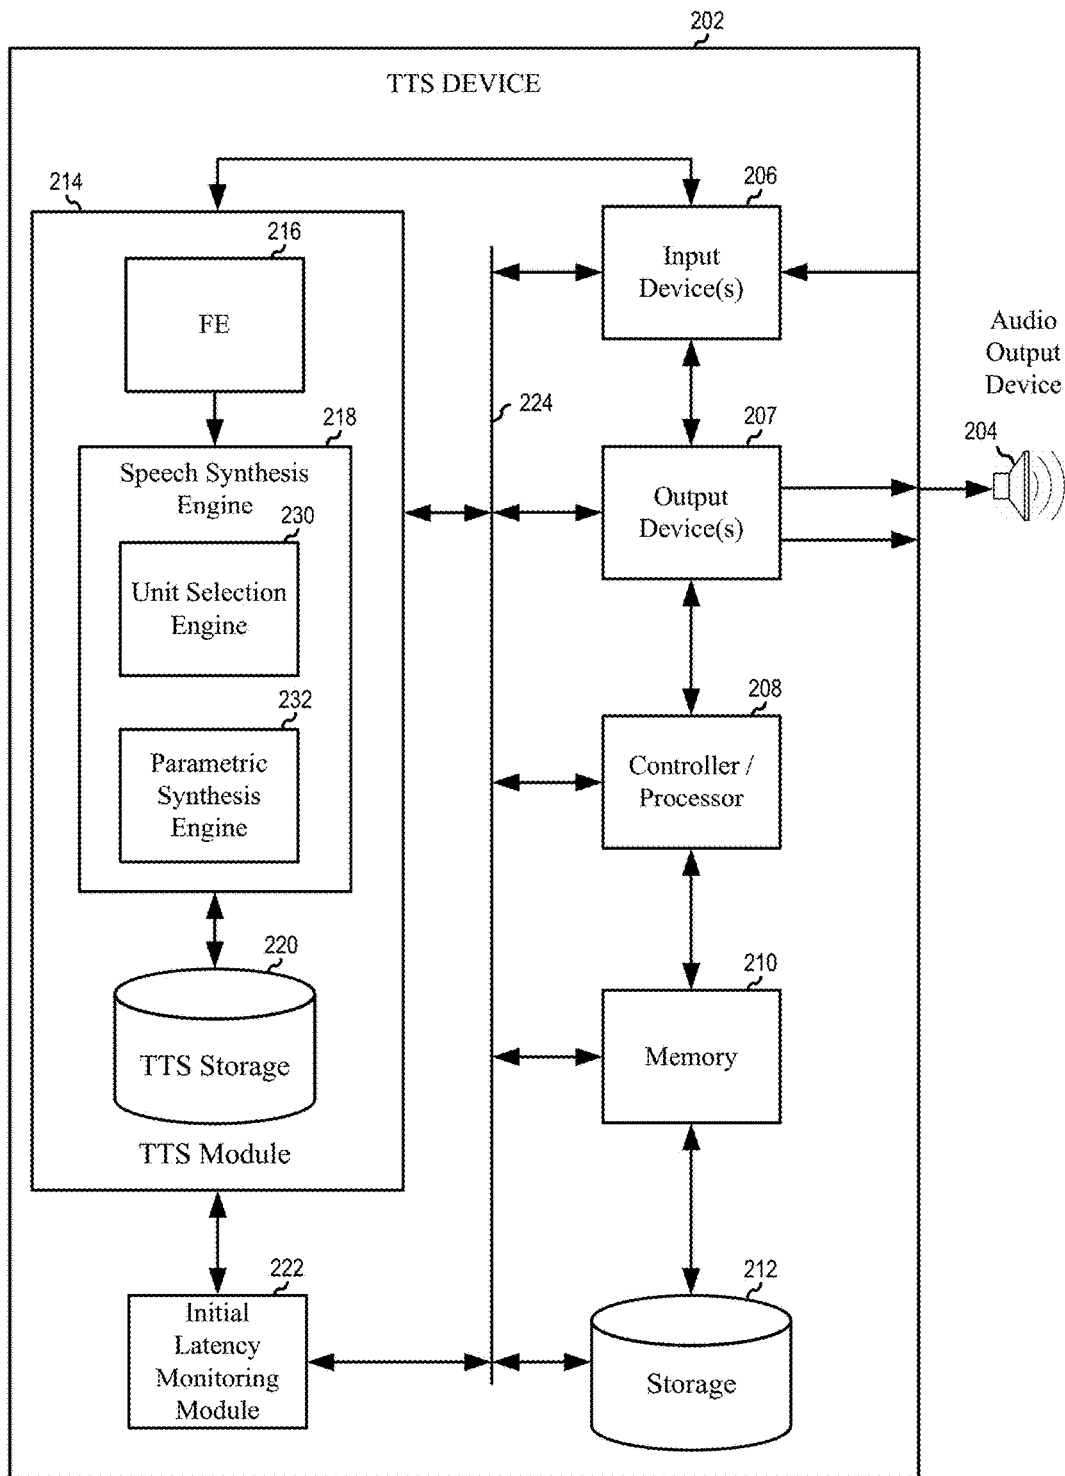 202
TTS DEVICE
214
216
FE
218
Speech Synthesis
Engine
230
Unit Selection
Engine
232
Parametric
Synthesis
Engine
220
TTS Storage
TTS Module
222
Initial
Latency
Monitoring
Module
224
206
Input
Device(s)
207
Output
Device(s)
208
Controller /
Processor
210
Memory
212
Storage
Audio
Output
Device
204